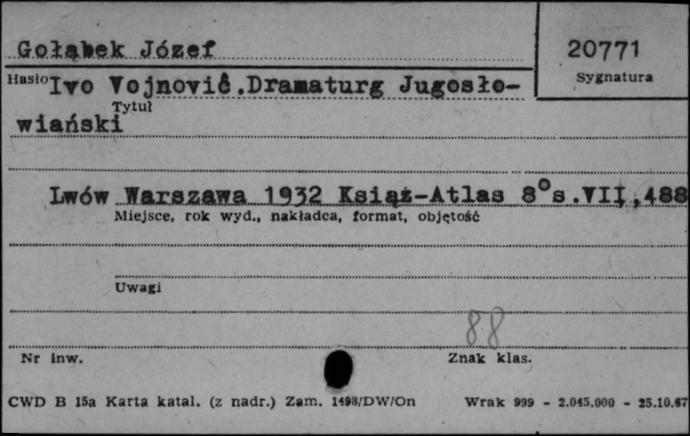 Gołąbek Józef
20771
Hasło
Sygnatura
Ivo Vojnović.Dramaturg Jugosło-
Tytuł
wiański
Lwów Warszawa 1932 Książ-Atlas 8° s.VII,488
Miejsce, rok wyd., nakładca, format, objętość
Uwagi
88
Nr inw.
Znak klas.
CWD B 15a Karta katal. (z nadr.) Zam. 1498/DW/On Wrak 999 - 2.045.000 - 25.10.67